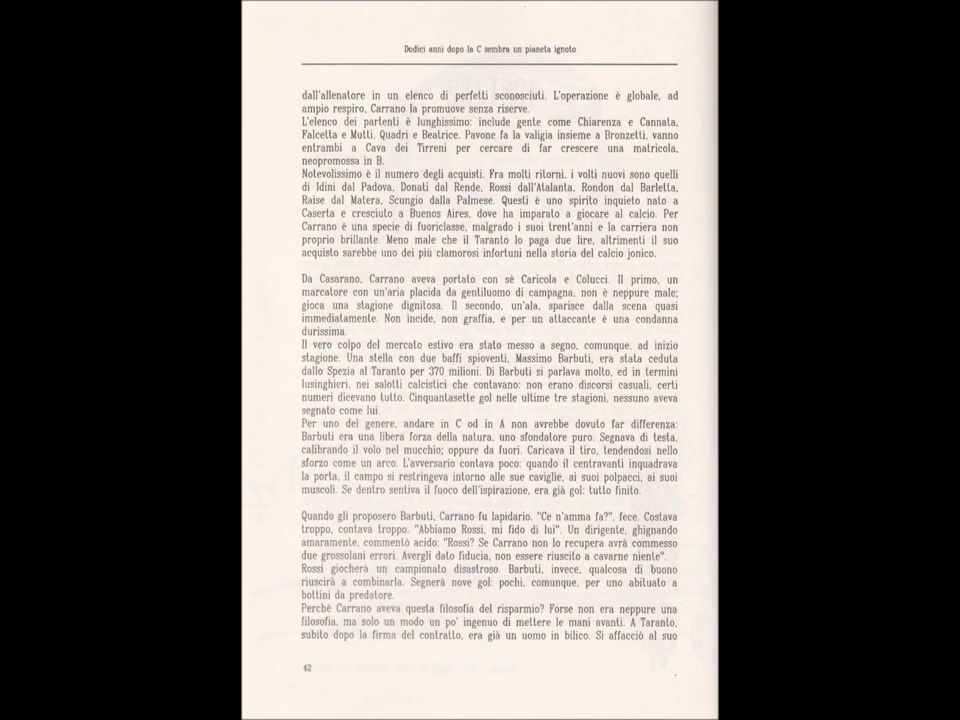 Dodici anni dopo la C sembra un pianeta ignoto
dall'allenatore in un elenco di perfetti sconosciuti. L'operazione è globale, ad
ampio respiro, Carrano la promuove senza riserve.
L'elenco dei partenti è lunghissimo: include gente come Chiarenza e Cannata,
Falcetta e Mutti, Quadri e Beatrice. Pavone fa la valigia insieme a Bronzetti, vanno
entrambi a Cava dei Tirreni per cercare di far crescere una matricola,
neopromossa in B.
Notevolissimo è il numero degli acquisti. Fra molti ritorni, i volti nuovi sono quelli
di Idini dal Padova, Donati dal Rende, Rossi dall'Atalanta, Rondon dal Barletta,
Raise dal Matera, Scungio dalla Palmese. Questi è uno spirito inquieto nato a
Caserta e cresciuto a Buenos Aires, dove ha imparato a giocare al calcio. Per
Carrano è una specie di fuoriclasse, malgrado i suoi trent'anni e la carriera non
proprio brillante. Meno male che il Taranto lo paga due lire, altrimenti il suo
acquisto sarebbe uno dei più clamorosi infortuni nella storia del calcio jonico.
Da Casarano, Carrano aveva portato con sè Caricola e Colucci. Il primo, un
marcatore con un'aria placida da gentiluomo di campagna, non è neppure male;
gioca una stagione dignitosa. Il secondo, un'ala, sparisce dalla scena quasi
immediatamente. Non incide, non graffia, e per un attaccante è una condanna
durissima.
Il vero colpo del mercato estivo era stato messo a segno, comunque, ad inizio
stagione. Una stella con due baffi spioventi, Massimo Barbuti, era stata ceduta
dallo Spezia al Taranto per 370 milioni. Di Barbuti si parlava molto, ed in termini
lusinghieri, nei salotti calcistici che contavano: non erano discorsi casuali, certi
numeri dicevano tutto. Cinquantasette gol nelle ultime tre stagioni, nessuno aveva
segnato come lui.
Per uno del genere, andare in C od in A non avrebbe dovuto far differenza:
Barbuti era una libera forza della natura, uno sfondatore puro. Segnava di testa,
calibrando il volo nel mucchio; oppure da fuori. Caricava il tiro, tendendosi nello
sforzo come un arco. L'avversario contava poco: quando il centravanti inquadrava
la porta, il campo si restringeva intorno alle sue caviglie, ai suoi polpacci, ai suoi
muscoli. Se dentro sentiva il fuoco dell'ispirazione, era già gol: tutto finito.
Quando gli proposero Barbuti, Carrano fu lapidario. "Ce n'amma fa?", fece. Costava
troppo, contava troppo. "Abbiamo Rossi, mi fido di lui". Un dirigente, ghignando
amaramente, commentò acido: "Rossi? Se Carrano non lo recupera avrà commesso
due grossolani errori. Avergli dato fiducia, non essere riuscito a cavarne niente".
Rossi giocherà un campionato disastroso. Barbuti, invece, qualcosa di buono
riuscirà a combinarla. Segnerà nove gol: pochi, comunque, per uno abituato a
bottini da predatore.
Perchè Carrano aveva questa filosofia del risparmio? Forse non era neppure una
filosofia, ma solo un modo un po' ingenuo di mettere le mani avanti. A Taranto,
subito dopo la firma del contratto, era già un uomo in bilico. Si affacciò al suo
42